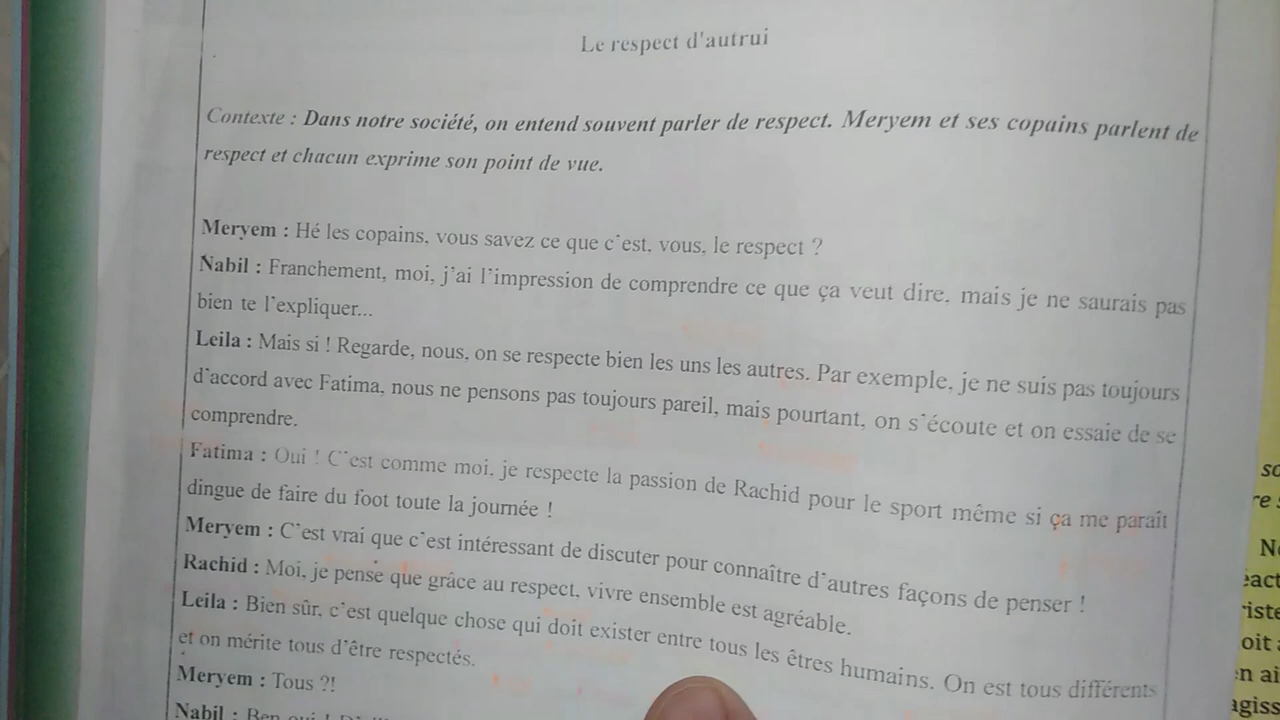 Le respect d'autrui
Contexte : Dans notre société, on entend souvent parler de respect. Meryem et ses copains parlent de
respect et chacun exprime son point de vue.
Meryem : Hé les copains, vous savez ce que c'est, vous, le respect ?
Nabil : Franchement, moi, j'ai l'impression de comprendre ce que ça veut dire, mais je ne saurais pas
bien te l'expliquer...
Leila : Mais si ! Regarde, nous, on se respecte bien les uns les autres. Par exemple, je ne suis pas toujours
d'accord avec Fatima, nous ne pensons pas toujours pareil, mais pourtant, on s'écoute et on essaie de se
comprendre.
Fatima : Oui ! C'est comme moi, je respecte la passion de Rachid pour le sport même si ça me paraît
dingue de faire du foot toute la journée !
Meryem : C'est vrai que c'est intéressant de discuter pour connaître d'autres façons de penser !
Rachid : Moi, je pense que grâce au respect, vivre ensemble est agréable.
Leila : Bien sûr, c'est quelque chose qui doit exister entre tous les êtres humains. On est tous différents
et on mérite tous d'être respectés.
Meryem : Tous ?!
Nabil : Ben oui !